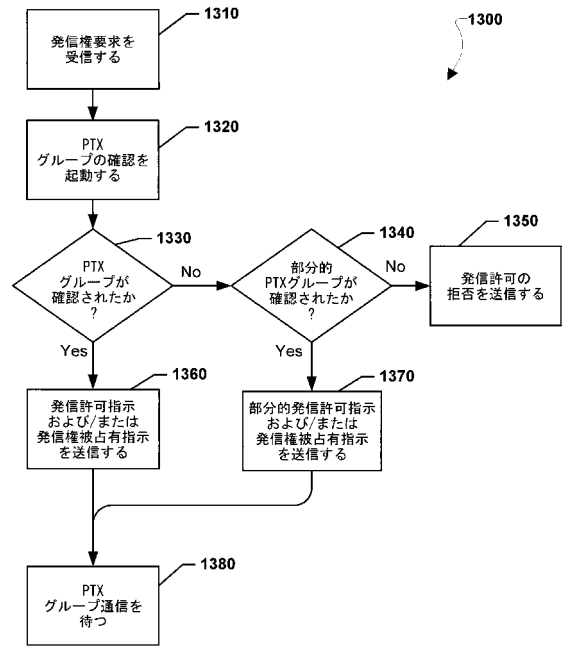 1310
発信権要求を
受信する
1300
1320
PTX
グループの確認を
起動する
1330
PTX
グループが
確認されたか
?
No
1340
部分的
PTXグループが
確認されたか
?
No
1350
発信許可の
拒否を送信する
Yes
Yes
1360
発信許可指示
および/または
発信権被占有指示
を送信する
1370
部分的発信許可指示
および/または
発信権被占有指示
を送信する
1380
PTX
グループ通信を
待つ